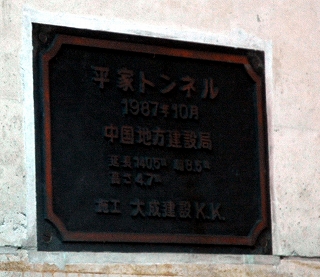 平家トンネル
1987年10月
中国地方建設局
延長1405m 幅8.5m
高さ4.7m
施工 大成建設K.K.